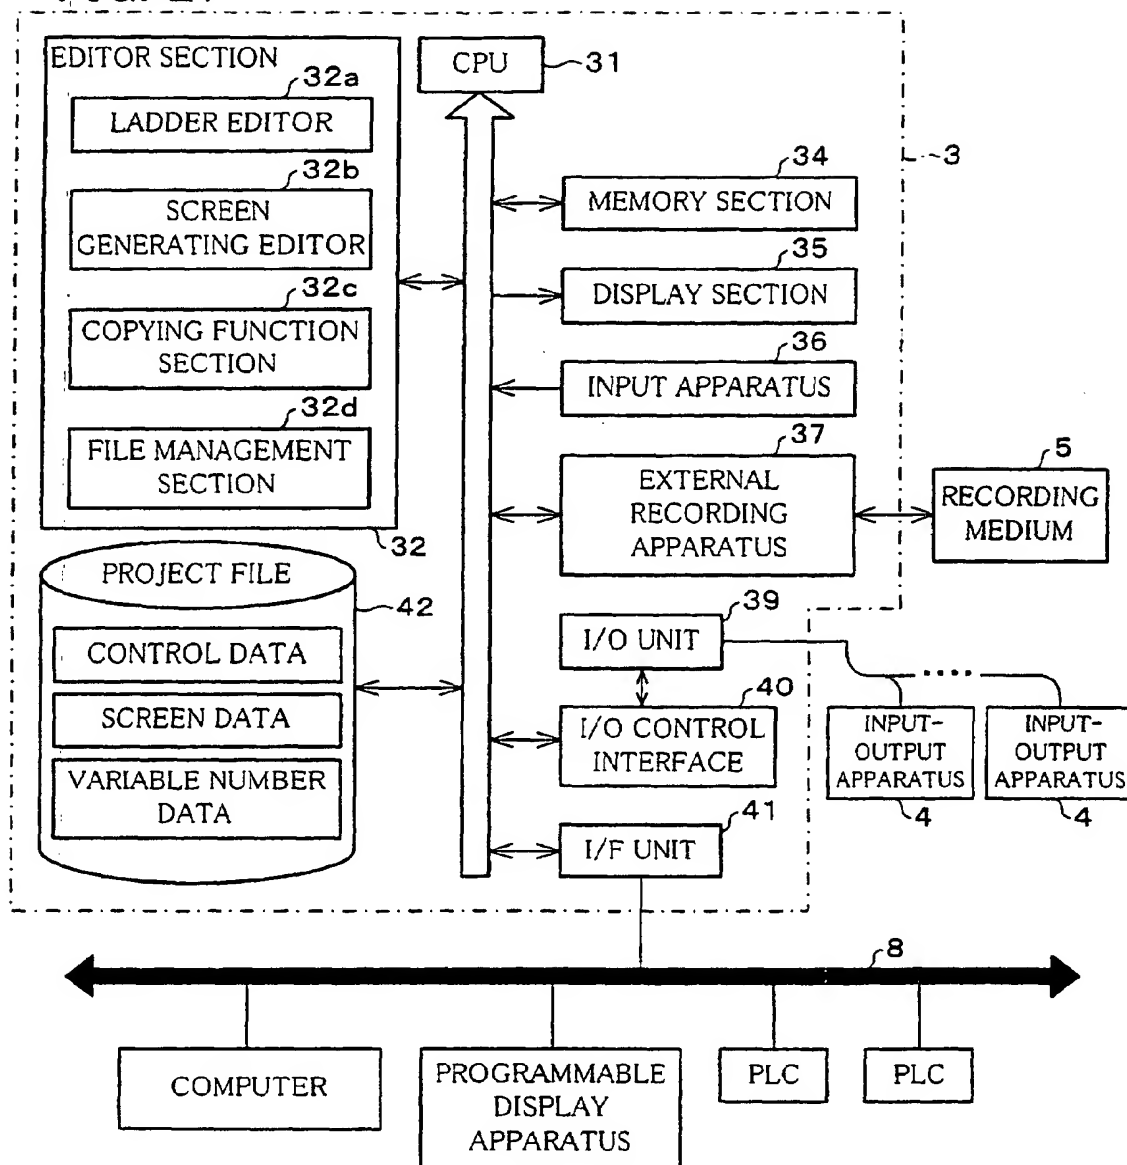 EDITOR SECTION
32a
LADDER EDITOR
32b
SCREEN
GENERATING EDITOR
32c
COPYING FUNCTION
SECTION
32d
FILE MANAGEMENT
SECTION
32
PROJECT FILE
42
CONTROL DATA
SCREEN DATA
VARIABLE NUMBER
DATA
CPU
31
3
34
MEMORY SECTION
35
DISPLAY SECTION
36
INPUT APPARATUS
37
EXTERNAL
RECORDING
APPARATUS
5
RECORDING
MEDIUM
39
I/O UNIT
40
I/O CONTROL
INTERFACE
INPUT-
OUTPUT
APPARATUS
4
INPUT-
OUTPUT
APPARATUS
4
41
I/F UNIT
8
COMPUTER
PROGRAMMABLE
DISPLAY
APPARATUS
PLC
PLC